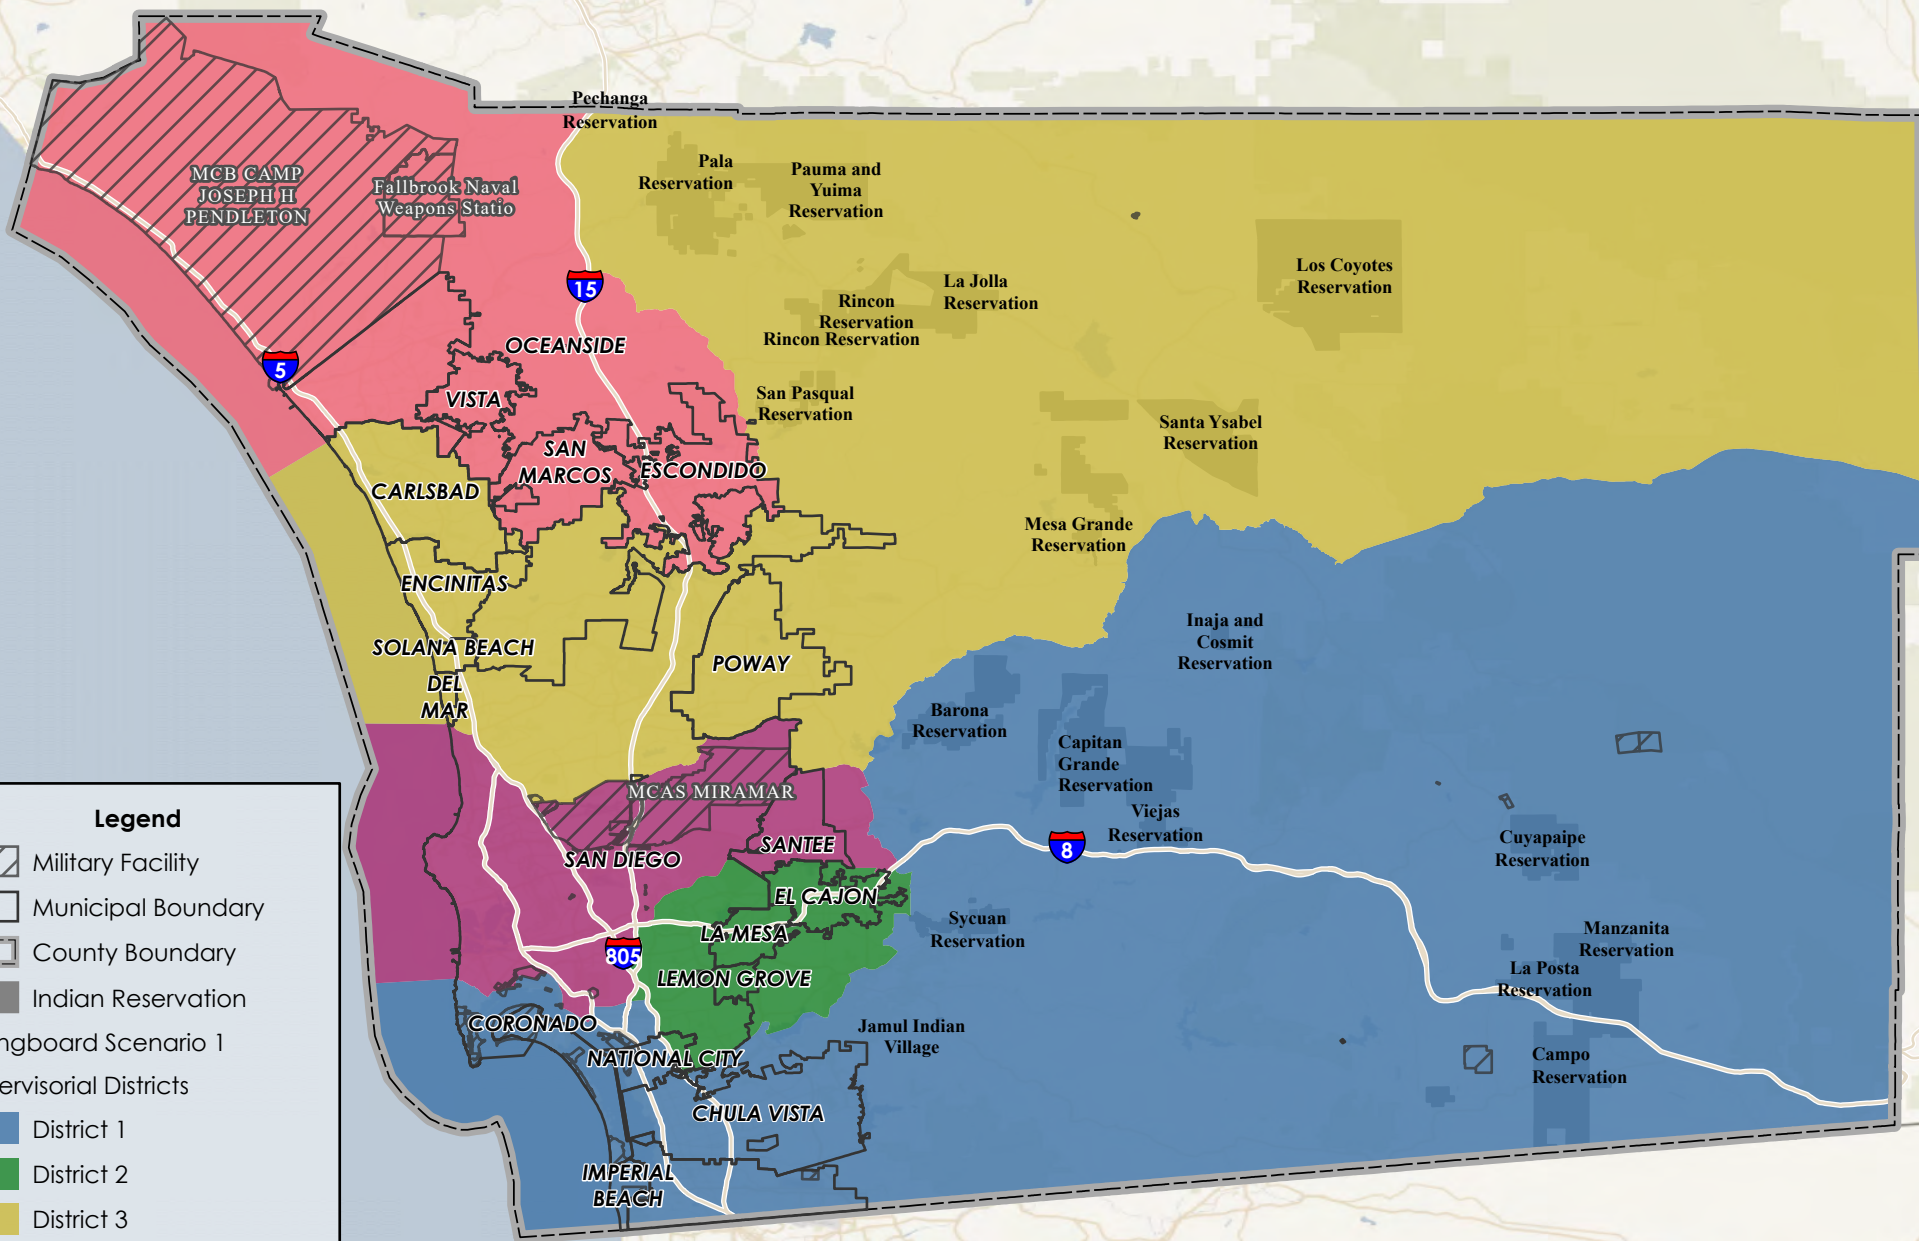 Pechanga
Reservation
MCB CAMP
JOSEPH H
PENDLETON
Fallbrook Naval
Weapons Statio
Pala
Reservation
Pauma and
Yuima
Reservation
15
La Jolla
Reservation
Rincon
Reservation
Rincon Reservation
Los Coyotes
Reservation
5
OCEANSIDE
VISTA
San Pasqual
Reservation
SAN
MARCOS
ESCONDIDO
Santa Ysabel
Reservation
CARLSBAD
Mesa Grande
Reservation
ENCINITAS
SOLANA BEACH
POWAY
Inaja and
Cosmit
Reservation
DEL
MAR
Barona
Reservation
Capitan
Grande
Reservation
Viejas
Reservation
MCAS MIRAMAR
SANTEE
SAN DIEGO
8
Cuyapaipe
Reservation
EL CAJON
LA MESA
Sycuan
Reservation
805
LEMON GROVE
Manzanita
Reservation
La Posta
Reservation
CORONADO
Jamul Indian
Village
NATIONAL CITY
Campo
Reservation
CHULA VISTA
IMPERIAL
BEACH
Legend
Military Facility
Municipal Boundary
County Boundary
Indian Reservation
ngboard Scenario 1
ervisorial Districts
District 1
District 2
District 3